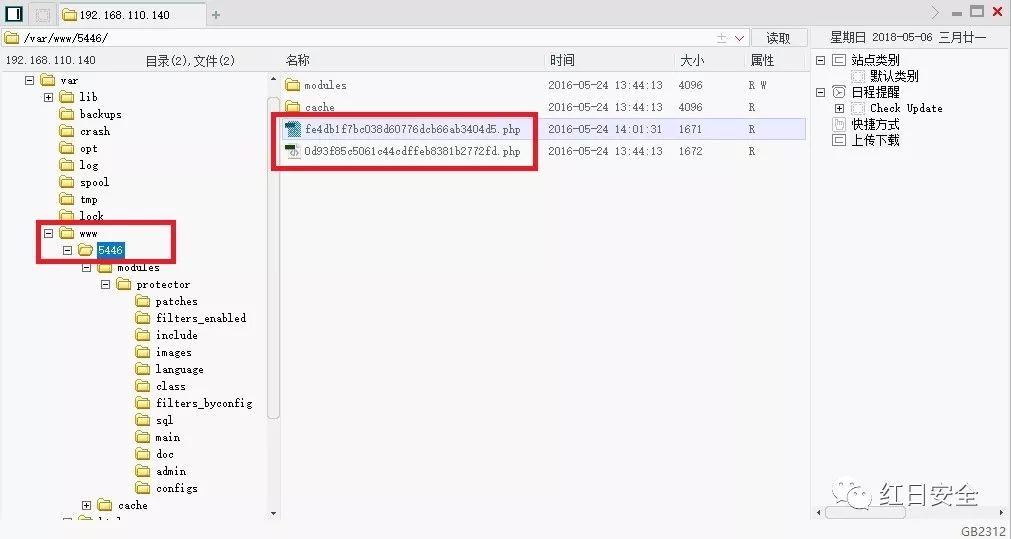 192.168.110.140
/var/www/5446/
读取
星期日 2018-05-06 三月廿一
192.168.110.140
目录(2),文件(2)
名称 时间 大小 属性
var
lib
backups
crash
opt
log
spool
tmp
lock
www
5446
modules
protector
patches
filters_enabled
include
images
language
class
filters_byconfig
sql
main
doc
admin
configs
cache
modules 2016-05-24 13:44:13 4096 R W
cache 2016-05-24 13:44:13 4096 R
fe4db1f7bc038d60776dcb66ab3404d5.php 2016-05-24 14:01:31 1671 R
0d93f85c5061c44cdffeb8381b2772fd.php 2016-05-24 13:44:13 1672 R
站点类别
默认类别
日程提醒
Check Update
快捷方式
上传下载
红日安全
GB2312